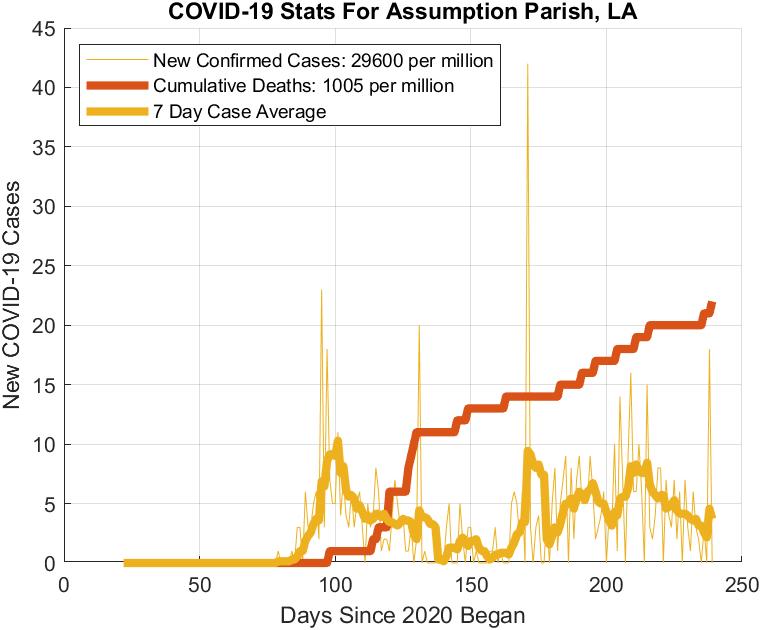 COVID-19 Stats For Assumption Parish, LA
New Confirmed Cases: 29600 per million
Cumulative Deaths: 1005 per million
7 Day Case Average
New COVID-19 Cases
45
40
35
30
25
20
15
10
5
0
0 50 100 150 200 250
Days Since 2020 Began